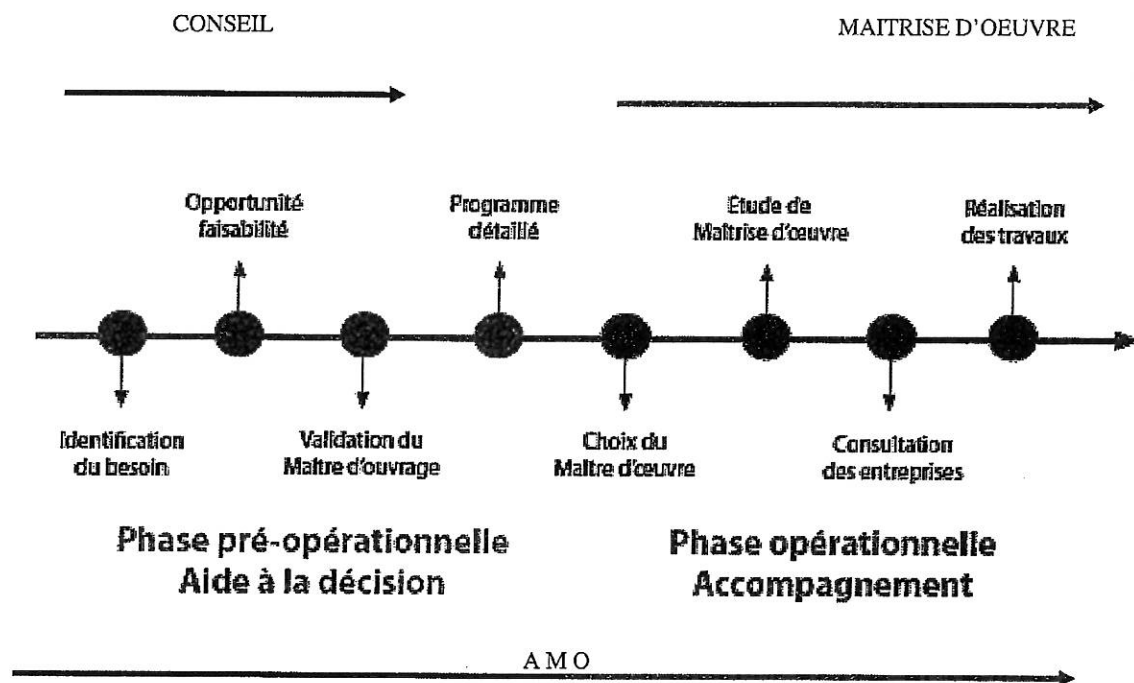 CONSEIL
MAITRISE D'OEUVRE
Opportunité
faisabilité
Programme
détaillé
Etude de
Maîtrise d'œuvre
Réalisation
des travaux
Identification
du besoin
Validation du
Maître d'ouvrage
Choix du
Maître d'œuvre
Consultation
des entreprises
Phase pré-opérationnelle
Aide à la décision
Phase opérationnelle
Accompagnement
A M O